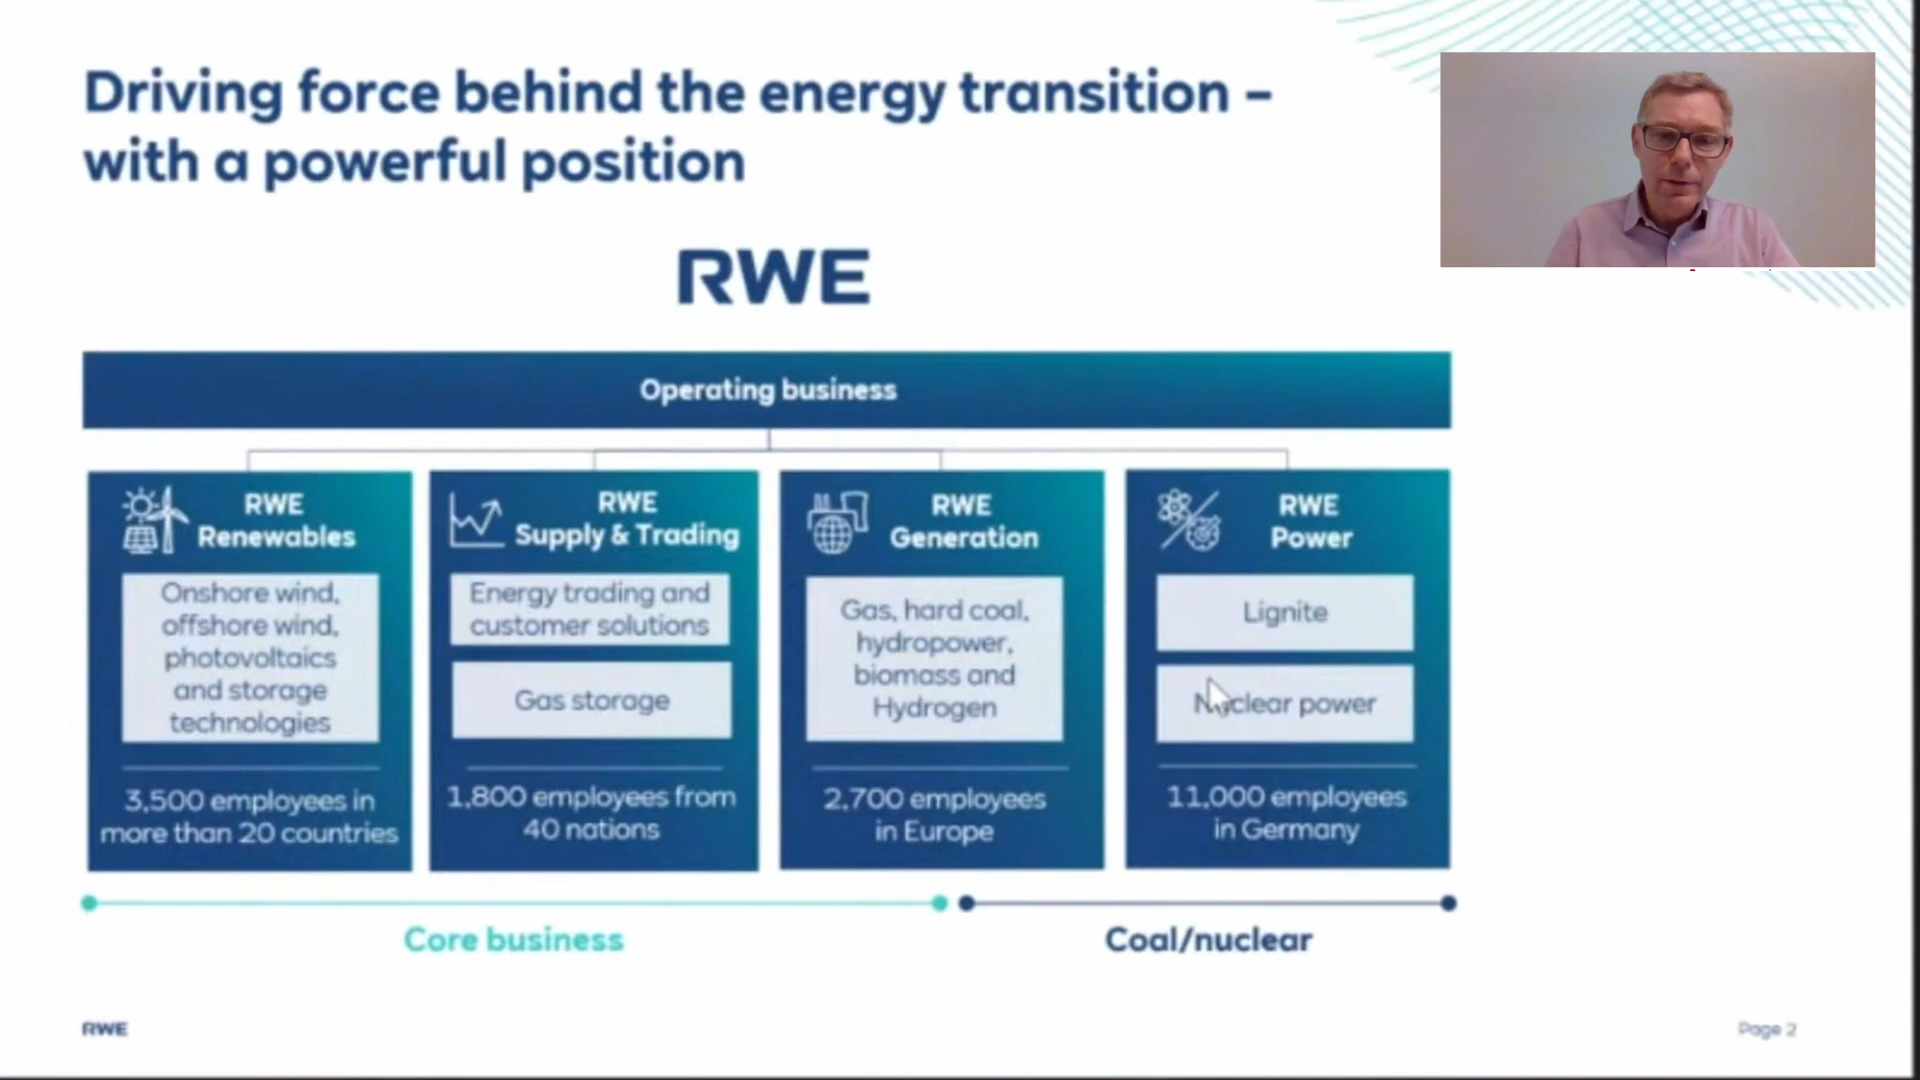 Driving force behind the energy transition –
with a powerful position
RWE
Operating business
RWE
Renewables
Onshore wind,
offshore wind,
photovoltaics
and storage
technologies
3,500 employees in
more than 20 countries
RWE
Supply & Trading
Energy trading and
customer solutions
Gas storage
1,800 employees from
40 nations
RWE
Generation
Gas, hard coal,
hydropower,
biomass and
Hydrogen
2,700 employees
in Europe
RWE
Power
Lignite
Nuclear power
11,000 employees
in Germany
Core business
Coal/nuclear
RWE
Page 2